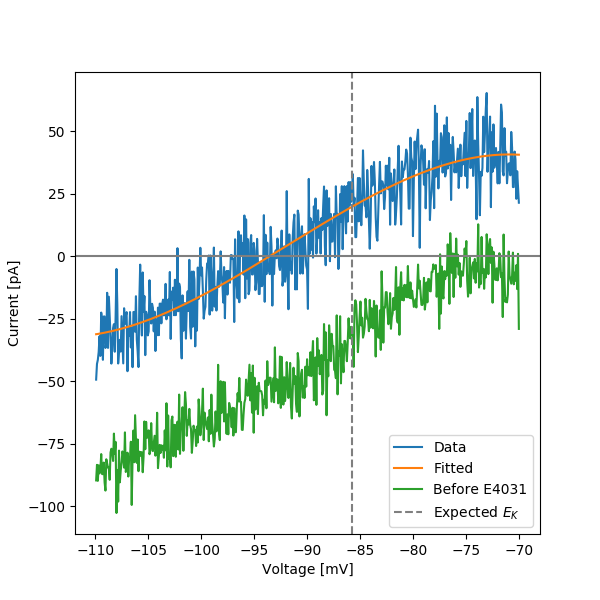 50
25
0
−25
−50
−75
−100
Current [pA]
−110 −105 −100 −95 −90 −85 −80 −75 −70
Voltage [mV]
Data
Fitted
Before E4031
Expected E_K